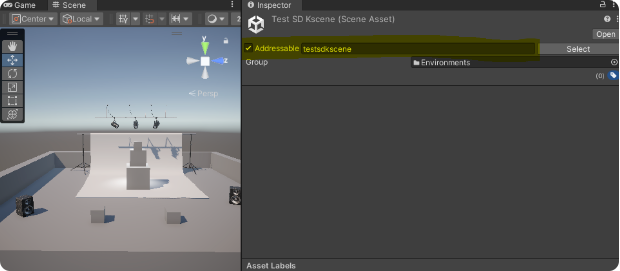 Game
Scene
Center
Local
2
y
x
z
Persp
Inspector
Test SD Kscene (Scene Asset)
Open
Addressable
testsdkscene
Select
Group
Environments
(0)
Asset Labels